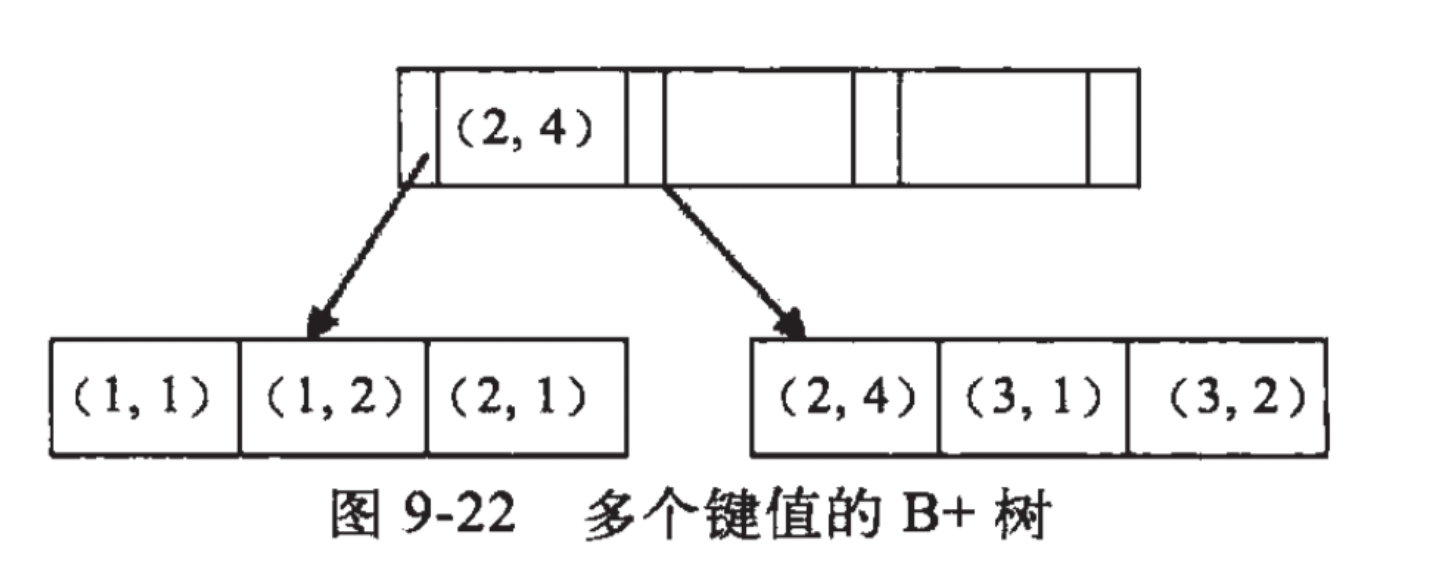 (2, 4)
(1, 1) (1, 2) (2, 1) (2, 4) (3, 1) (3, 2)
图 9-22 多个键值的 B+ 树